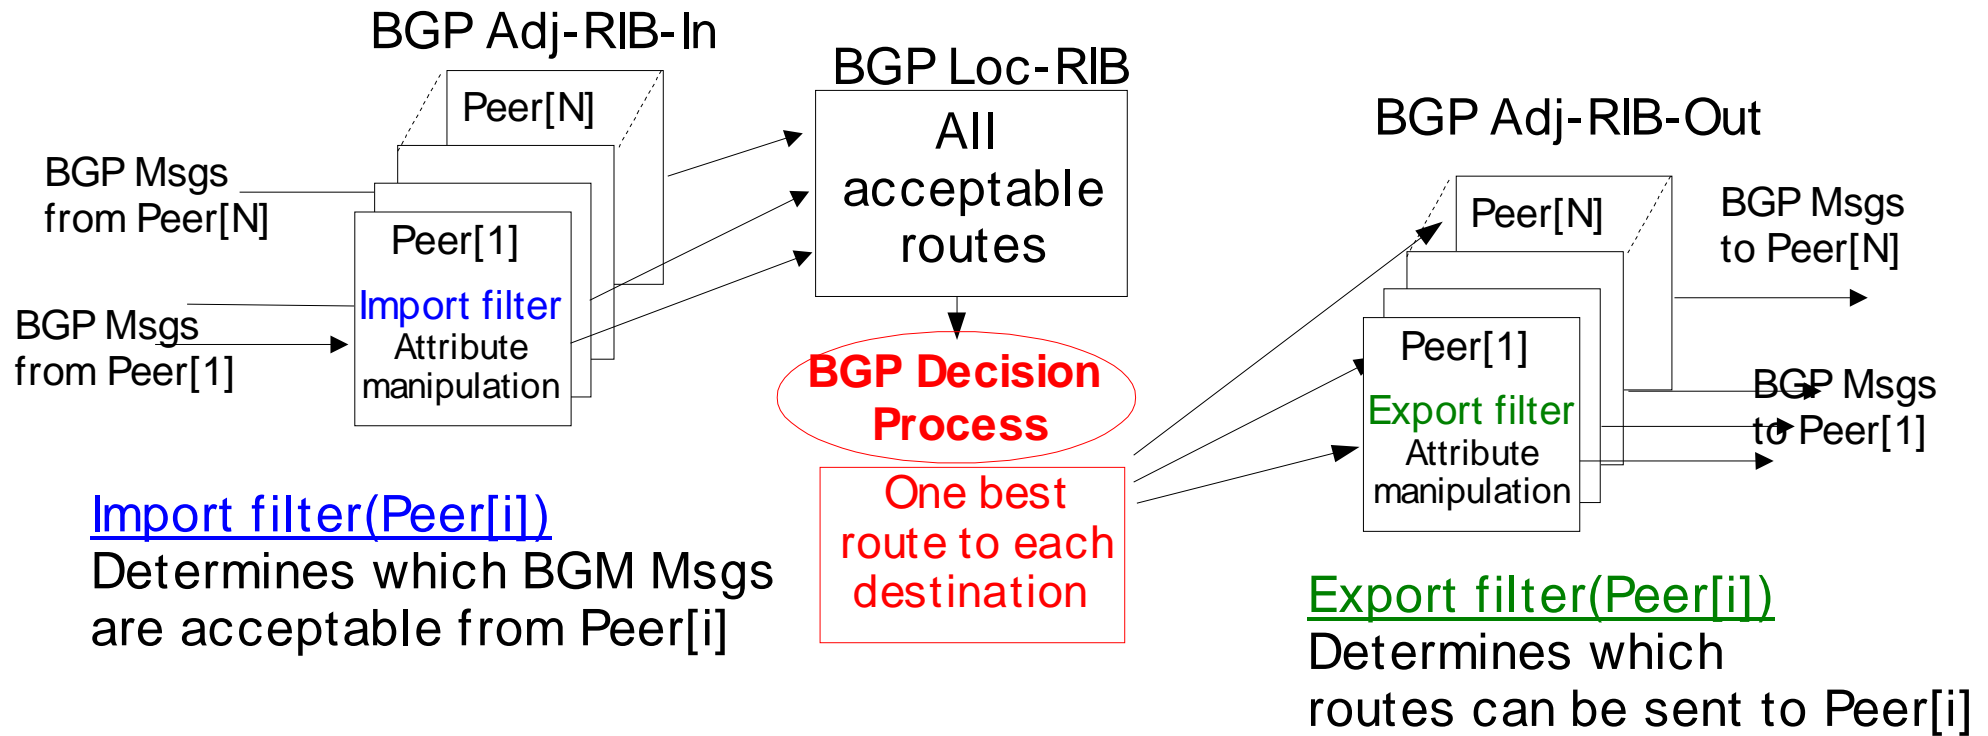 BGP Adj-RIB-In
Peer[N]
BGP Msgs
from Peer[N]
Peer[1]
Import filter
Attribute
manipulation
BGP Msgs
from Peer[1]
BGP Loc-RIB
All
acceptable
routes
BGP Decision
Process
One best
route to each
destination
BGP Adj-RIB-Out
Peer[N]
BGP Msgs
to Peer[N]
Peer[1]
Export filter
Attribute
manipulation
BGP Msgs
to Peer[1]
Import filter(Peer[i])
Determines which BGM Msgs
are acceptable from Peer[i]
Export filter(Peer[i])
Determines which
routes can be sent to Peer[i]